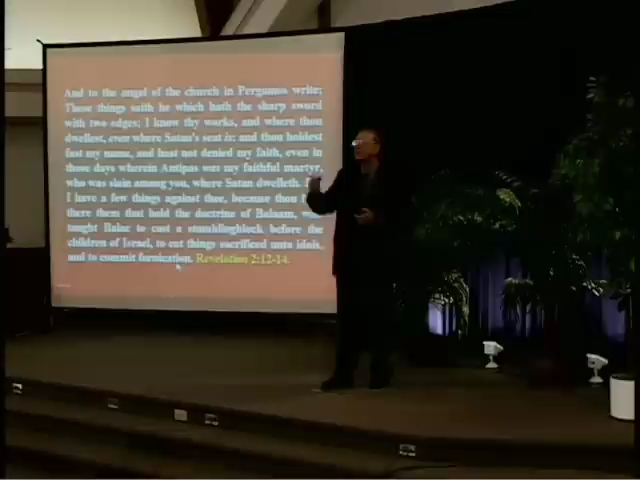 And to the angel of the church in Pergamos write;
These things saith he which hath the sharp sword
with two edges; I know thy works, and where thou
dwellest, even where Satan's seat is: and thou holdest
fast my name, and hast not denied my faith, even in
those days wherein Antipas was my faithful martyr,
who was slain among you, where Satan dwelleth.
I have a few things against thee, because thou
there them that hold the doctrine of Balaam,
taught Balac to cast a stumblingblock before the
children of Israel, to eat things sacrificed unto idols,
and to commit fornication. Revelation 2:12-14.